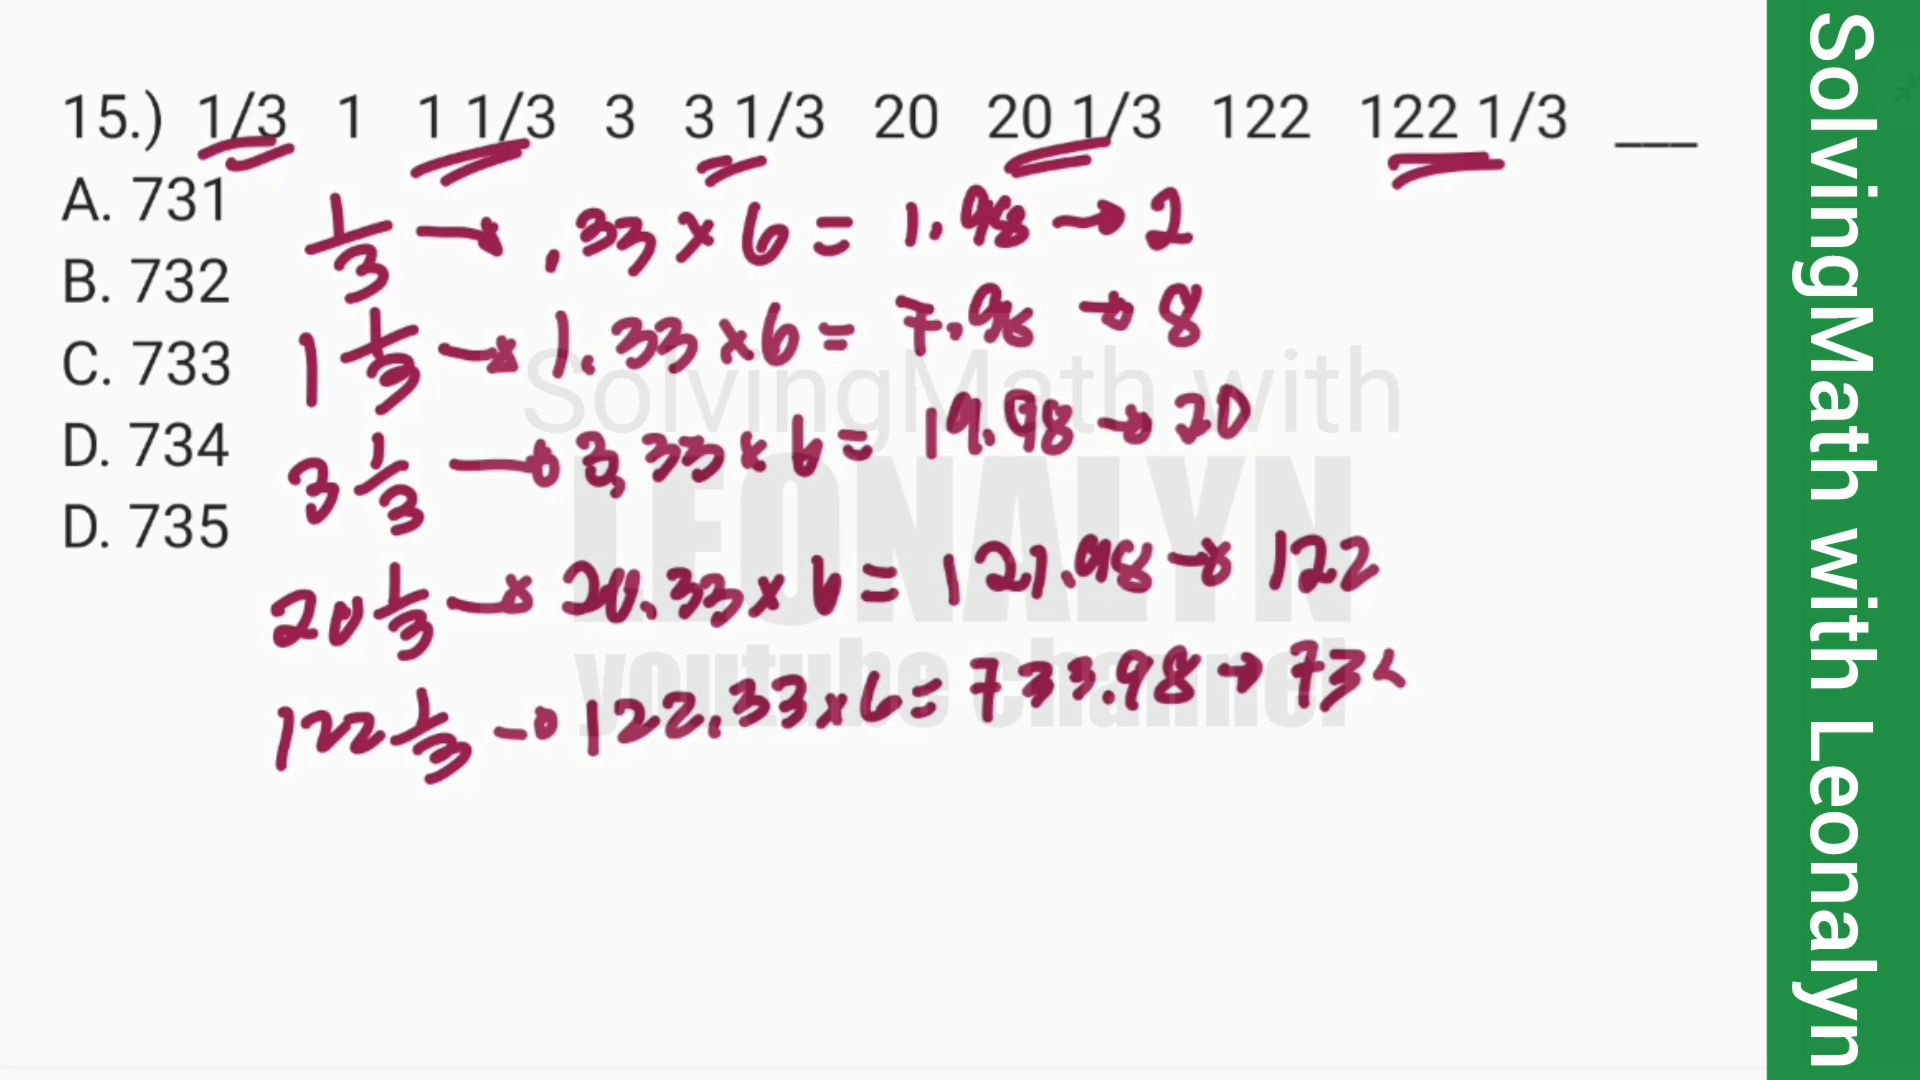 15.) 1/3 1 1 1/3 3 3 1/3 20 20 1/3 122 122 1/3 ___
A. 731
B. 732
C. 733
D. 734
D. 735
1/3 → .33 x 6 = 1.98 → 2
1 1/3 → 1.33 x 6 = 7.98 → 8
3 1/3 → 3.33 x 6 = 19.98 → 20
20 1/3 → 20.33 x 6 = 121.98 → 122
122 1/3 → 122.33 x 6 = 733.98 → 734
SolvingMath with
LEONALYN
youtube channel
SolvingMath with Leonalyn